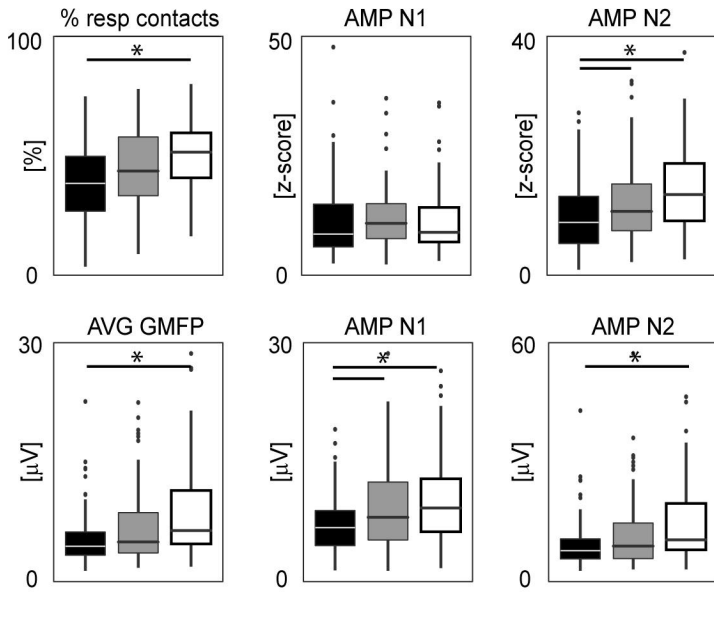 % resp contacts
AMP N1
AMP N2
100
[%]
0
*
50
[z-score]
0
40
[z-score]
0
*
AVG GMFP
AMP N1
AMP N2
30
[µV]
0
*
30
[µV]
0
*
60
[µV]
0
*